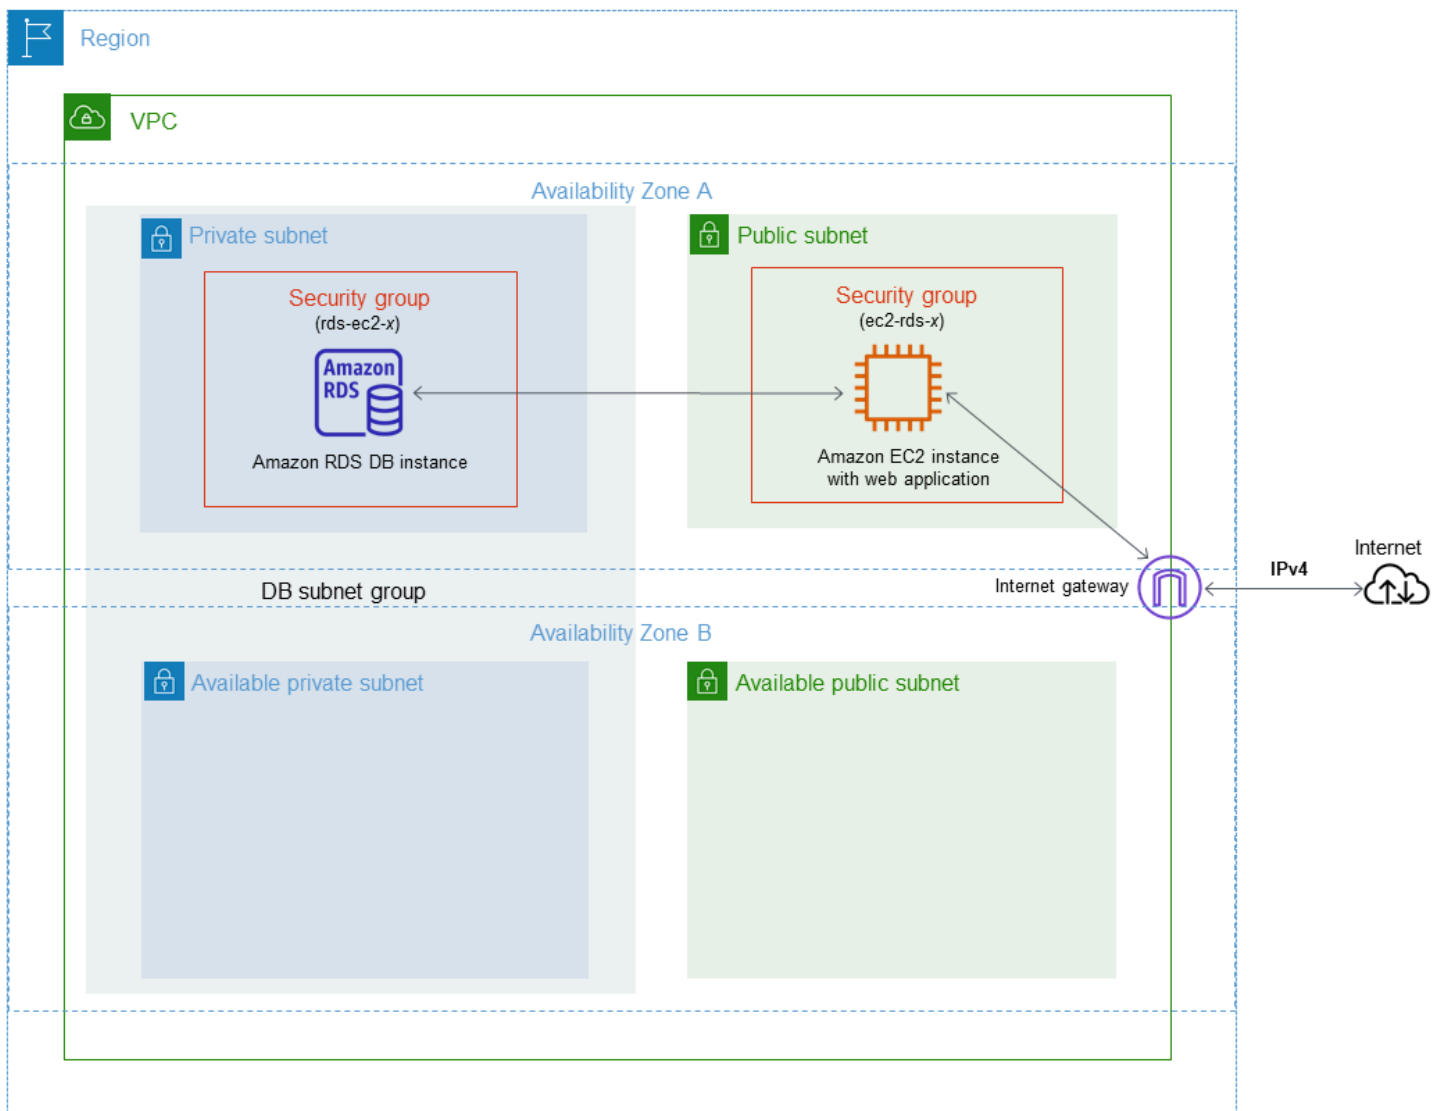 Region
VPC
Availability Zone A
Private subnet
Security group
(rds-ec2-x)
Amazon
RDS
Amazon RDS DB instance
Public subnet
Security group
(ec2-rds-x)
Amazon EC2 instance
with web application
DB subnet group
Internet gateway
IPv4
Internet
Availability Zone B
Available private subnet
Available public subnet